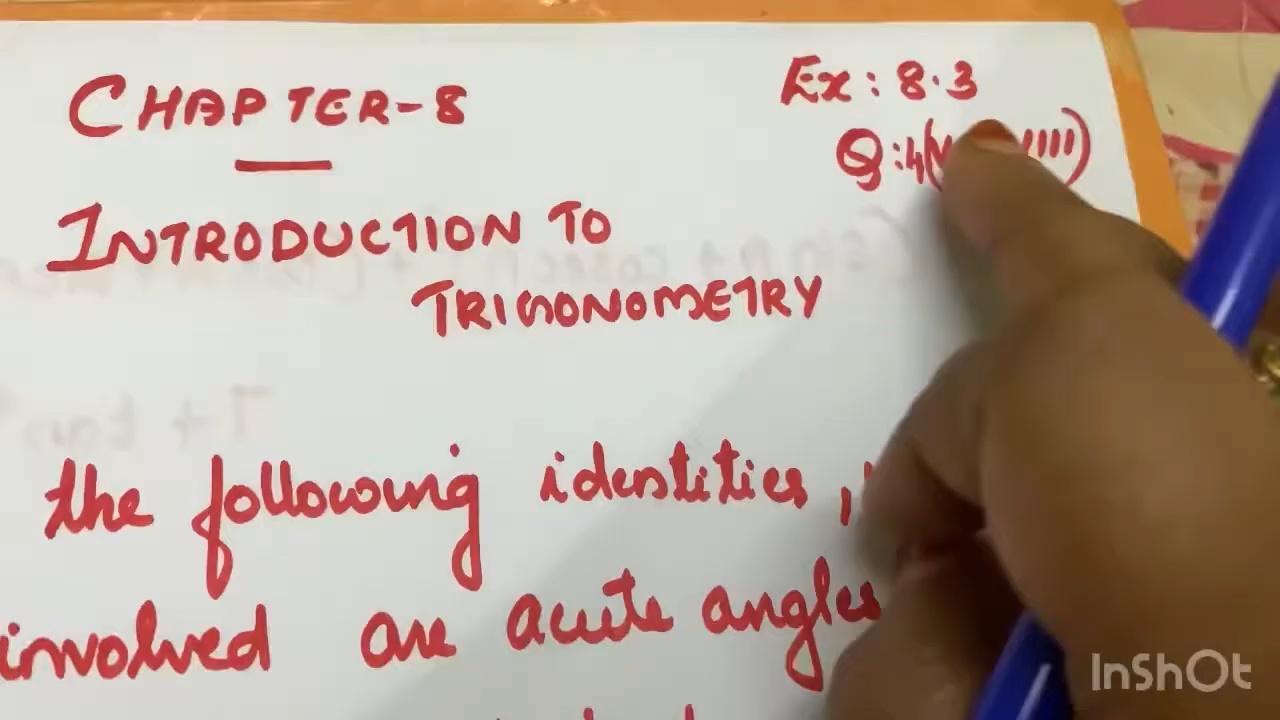 CHAPTER-8
Ex: 8.3
INTRODUCTION TO
TRIGONOMETRY
the following identities,
involved are acute angles
InShOt